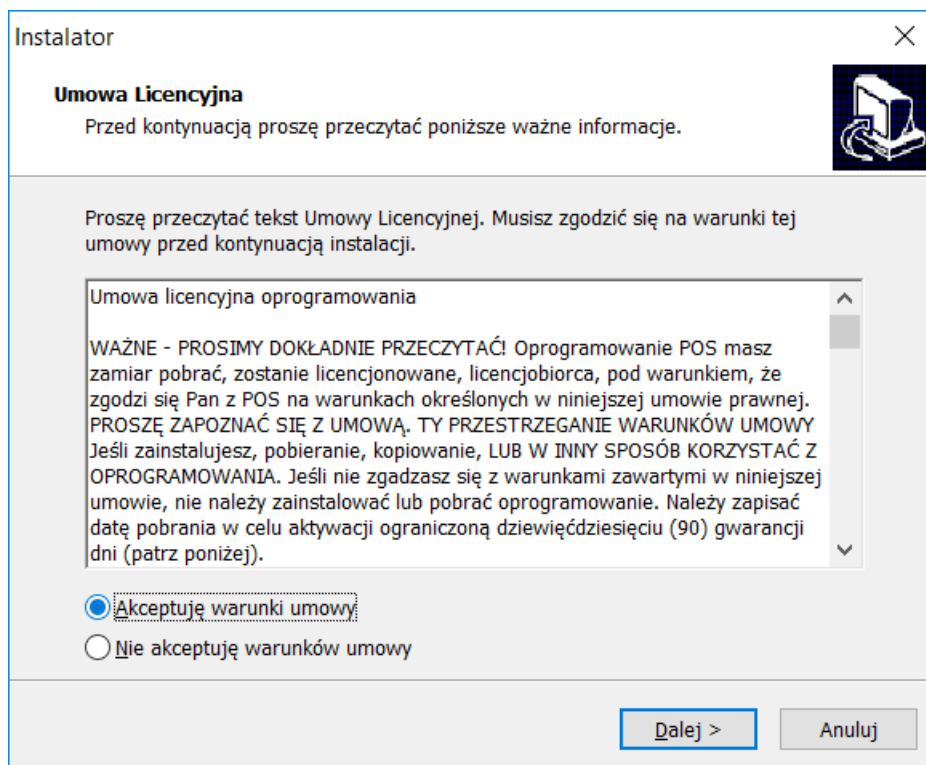 Instalator
Umowa Licencyjna
Przed kontynuacją proszę przeczytać poniższe ważne informacje.
Proszę przeczytać tekst Umowy Licencyjnej. Musisz zgodzić się na warunki tej
umowy przed kontynuacją instalacji.
Umowa licencyjna oprogramowania
WAŻNE - PROSIMY DOKŁADNIE PRZECZYTAĆ! Oprogramowanie POS masz
zamiar pobrać, zostanie licencjonowane, licencjobiorca, pod warunkiem, że
zgodzi się Pan z POS na warunkach określonych w niniejszej umowie prawnej.
PROSZĘ ZAPOZNAĆ SIĘ Z UMOWĄ. TY PRZESTRZEGANIE WARUNKÓW UMOWY
Jeśli zainstalujesz, pobieranie, kopiowanie, LUB W INNY SPOSÓB KORZYSTAĆ Z
OPROGRAMOWANIA. Jeśli nie zgadzasz się z warunkami zawartymi w niniejszej
umowie, nie należy zainstalować lub pobrać oprogramowanie. Należy zapisać
datę pobrania w celu aktywacji ograniczoną dziewięćdziesięciu (90) gwarancji
dni (patrz poniżej).
Akceptuję warunki umowy
Nie akceptuję warunków umowy
Dalej >
Anuluj